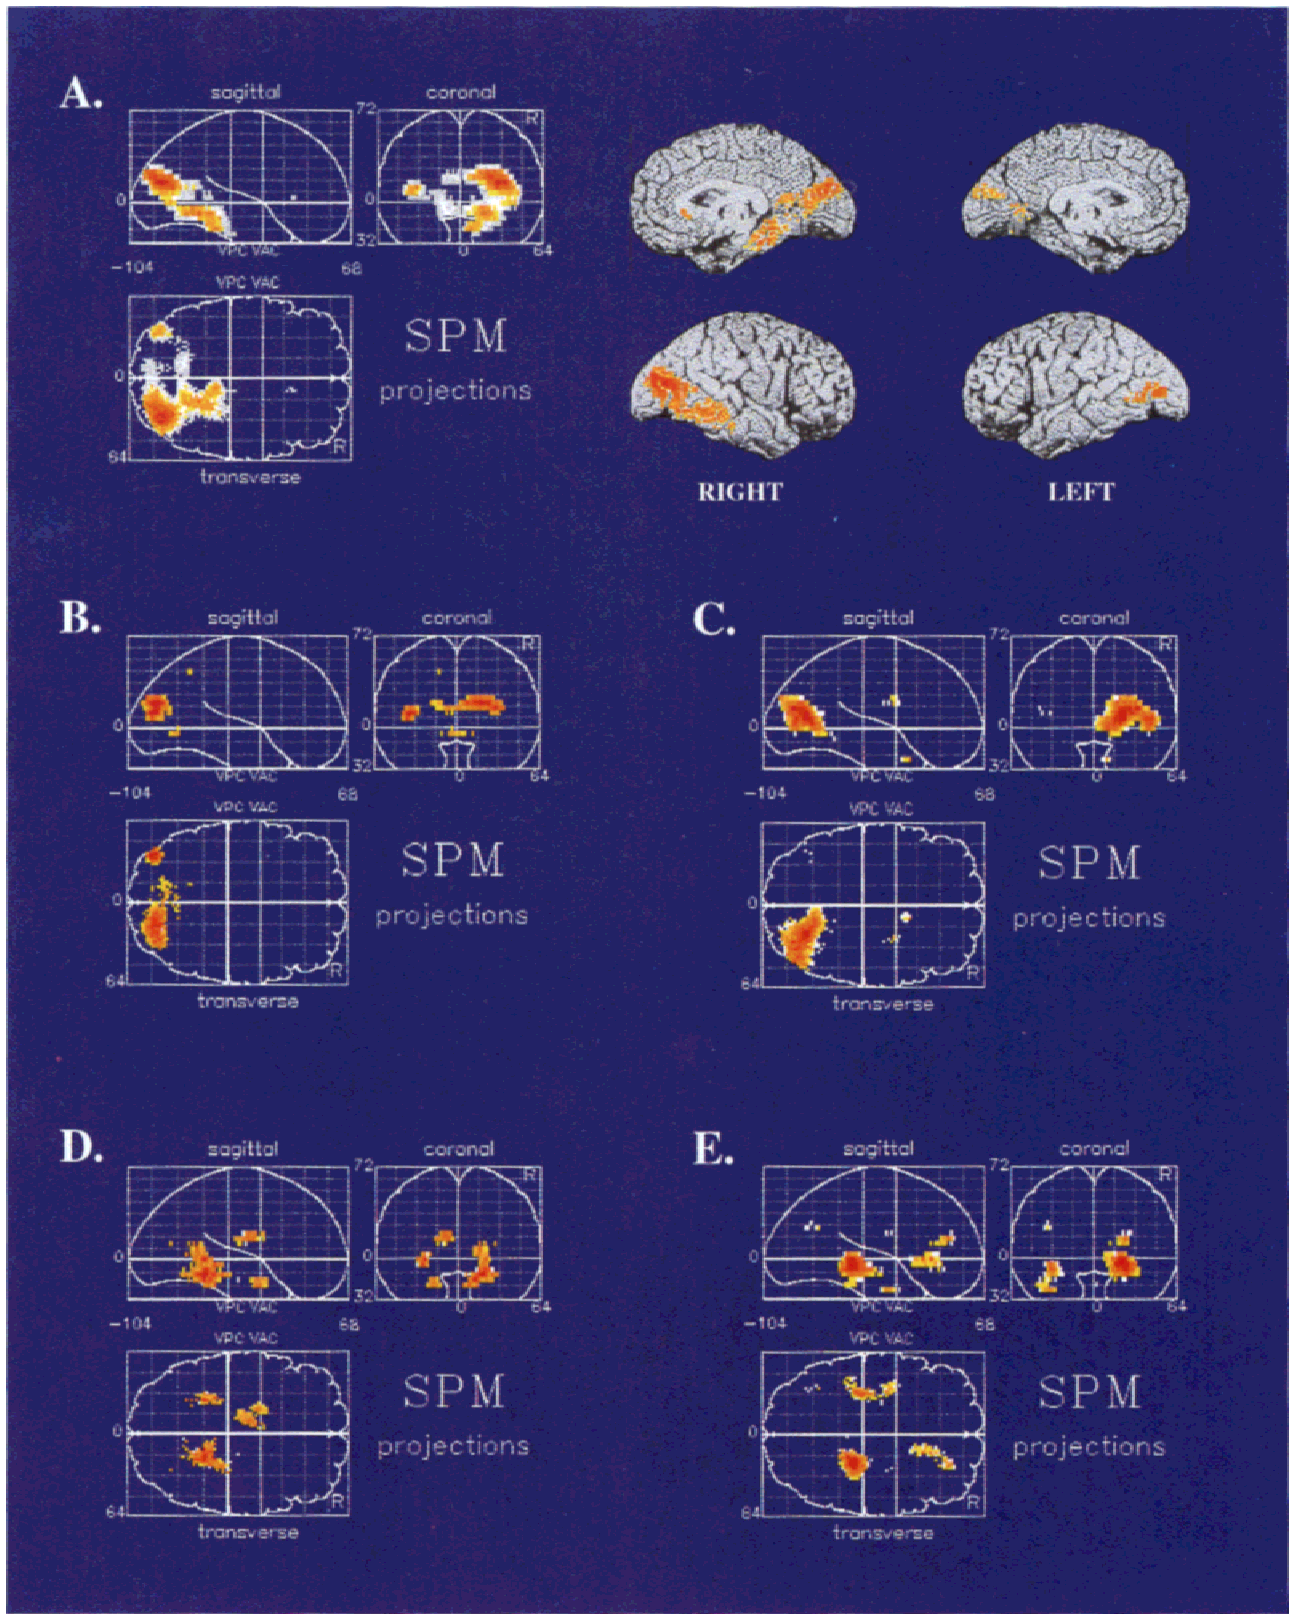 A.
sagittal
coronal
72
R
0
0
32
VPC VAC
0
64
-104
68
VPC VAC
SPM
projections
0
R
64
transverse
RIGHT
LEFT
B.
sagittal
coronal
72
R
0
0
32
VPC VAC
0
64
-104
68
VPC VAC
SPM
projections
0
R
64
transverse
C.
sagittal
coronal
72
R
0
0
32
VPC VAC
0
64
-104
68
VPC VAC
SPM
projections
0
R
64
transverse
D.
sagittal
coronal
72
R
0
0
32
VPC VAC
0
64
-104
68
VPC VAC
SPM
projections
0
R
64
transverse
E.
sagittal
coronal
72
R
0
0
32
VPC VAC
0
64
-104
68
VPC VAC
SPM
projections
0
R
64
transverse